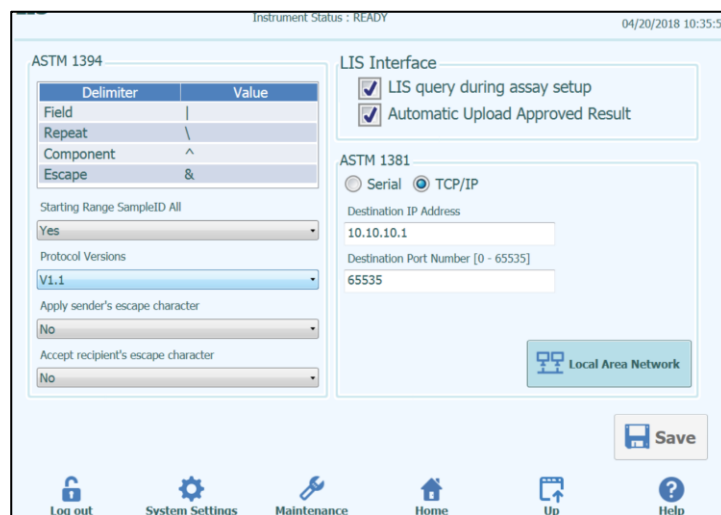 Instrument Status : READY
04/20/2018 10:35:5
ASTM 1394
Delimiter Value
Field |
Repeat \
Component ^
Escape &
Starting Range SampleID All
Yes
Protocol Versions
V1.1
Apply sender's escape character
No
Accept recipient's escape character
No
LIS Interface
LIS query during assay setup
Automatic Upload Approved Result
ASTM 1381
Serial TCP/IP
Destination IP Address
10.10.10.1
Destination Port Number [0 - 65535]
65535
Local Area Network
Save
Log out System Settings Maintenance Home Up Help